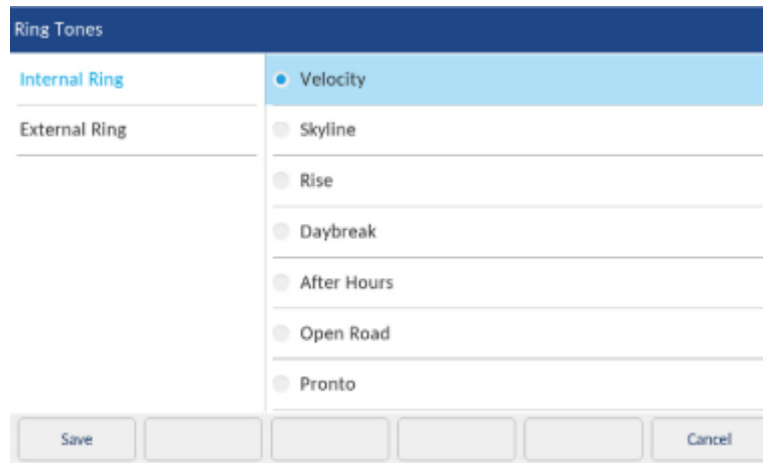 Ring Tones
Internal Ring
Velocity
External Ring
Skyline
Rise
Daybreak
After Hours
Open Road
Pronto
Save
Cancel